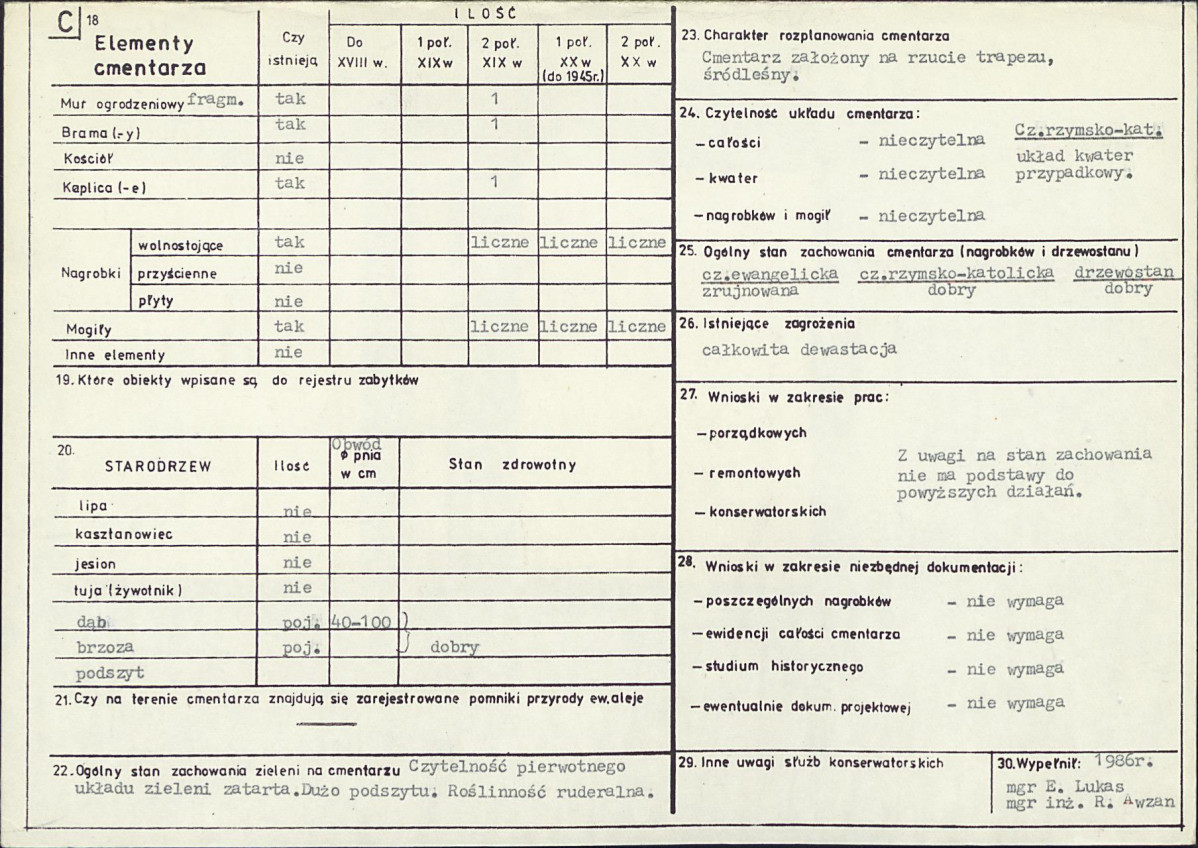 C 18
Elementy
cmentarza
Czy
istnieją
ILOŚĆ
Do
XVIII w.
1 poł.
XIX w
2 poł.
XIX w
1 poł.
XX w
(do 1945r.)
2 poł.
XX w
Mur ogrodzeniowy fragm. tak 1
Brama (-y) tak 1
Kościół nie
Kaplica (-e) tak 1
Nagrobki
wolnostojące tak liczne liczne liczne
przyścienne nie
płyty nie
Mogiły tak liczne liczne liczne
Inne elementy nie
19. Które obiekty wpisane są do rejestru zabytków
20.
STARODRZEW
Ilość
Obwód
ø pnia
w cm
Stan zdrowotny
lipa nie
kasztanowiec nie
jesion nie
tuja (żywotnik) nie
dąb poj. 40-100
brzoza poj. dobry
podszyt
21. Czy na terenie cmentarza znajdują się zarejestrowane pomniki przyrody ew. aleje
22. Ogólny stan zachowania zieleni na cmentarzu Czytelność pierwotnego
układu zieleni zatarta.Dużo podszytu. Roślinność ruderalna.
23. Charakter rozplanowania cmentarza
Cmentarz założony na rzucie trapezu,
śródleśny.
24. Czytelność układu cmentarza:
- całości - nieczytelna
- kwater - nieczytelna
- nagrobków i mogił - nieczytelna
Cz.rzymsko-kat.
układ kwater
przypadkowy.
25. Ogólny stan zachowania cmentarza (nagrobków i drzewostanu)
cz.ewangelicka cz.rzymsko-katolicka drzewostan
zrujnowana dobry dobry
26. Istniejące zagrożenia
całkowita dewastacja
27. Wnioski w zakresie prac:
- porządkowych
- remontowych
- konserwatorskich
Z uwagi na stan zachowania
nie ma podstawy do
powyższych działań.
28. Wnioski w zakresie niezbędnej dokumentacji:
- poszczególnych nagrobków - nie wymaga
- ewidencji całości cmentarza - nie wymaga
- studium historycznego - nie wymaga
- ewentualnie dokum. projektowej - nie wymaga
29. Inne uwagi służb konserwatorskich
30. Wypełnił: 1986r.
mgr E. Lukas
mgr inż. R. Awzan